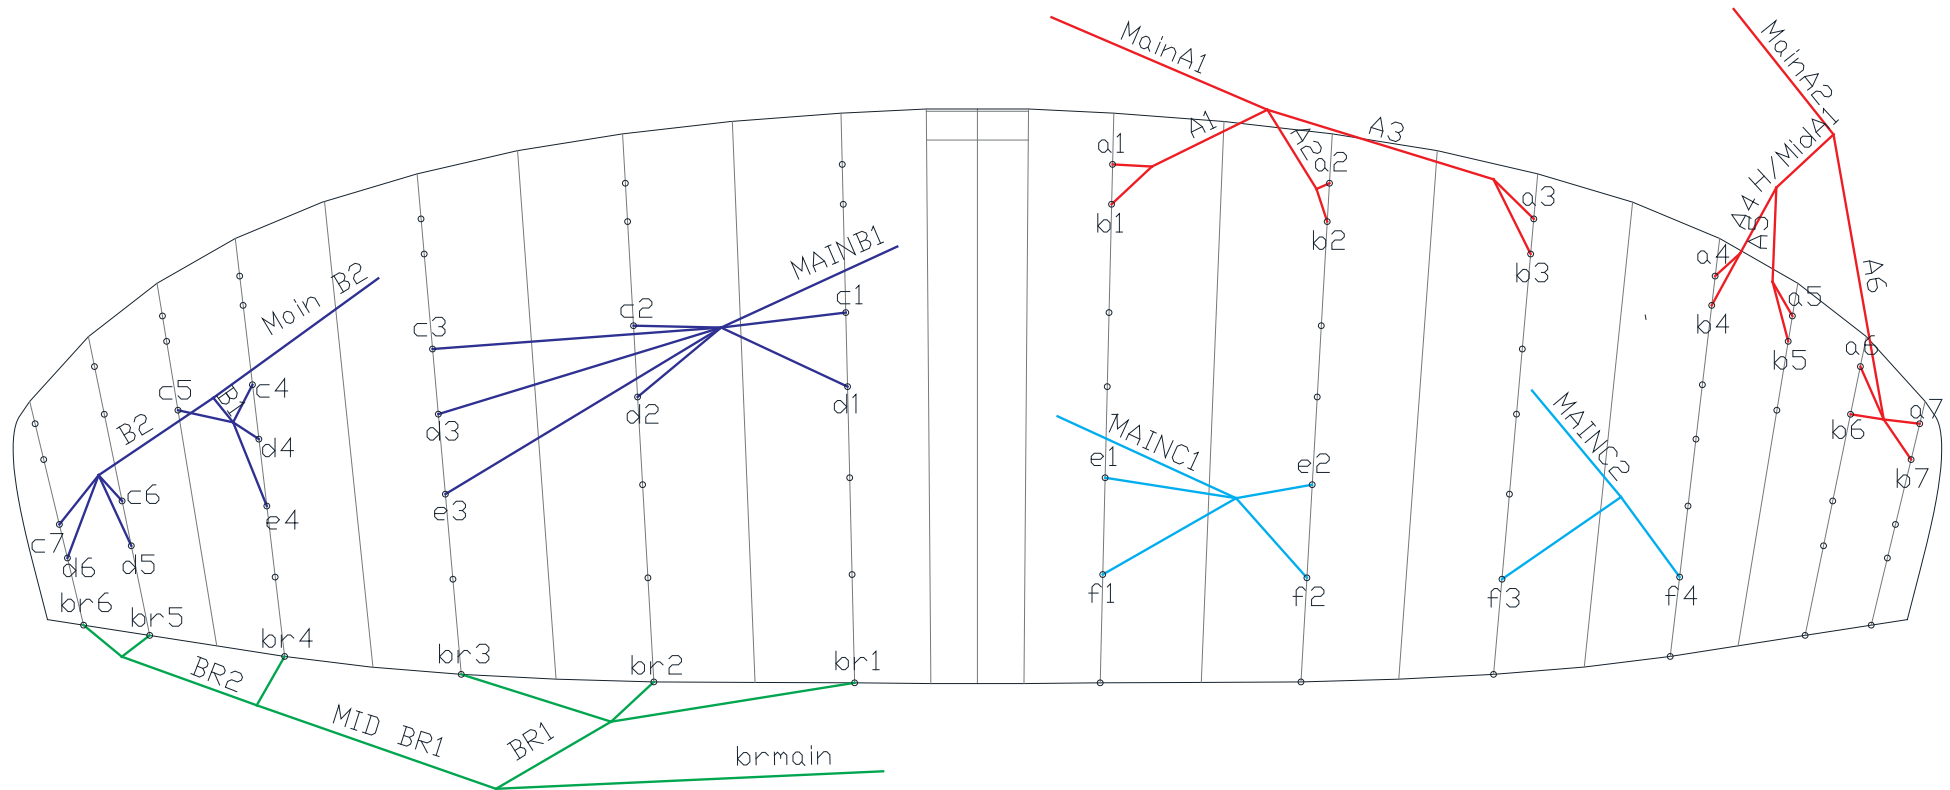 MainA1
MainA2
A1
A2
A3
H/MidA1
A4
A5
A6
a1
b1
a2
b2
a3
b3
a4
b4
a5
b5
a6
b6
a7
b7
MAINB1
Main B2
c1
c2
c3
d1
d2
d3
e3
B1
B2
c4
c5
d4
e4
c6
c7
d5
d6
MAINC1
MAINC2
e1
e2
f1
f2
f3
f4
br6
br5
br4
br3
br2
br1
BR2
MID BR1
BR1
brmain